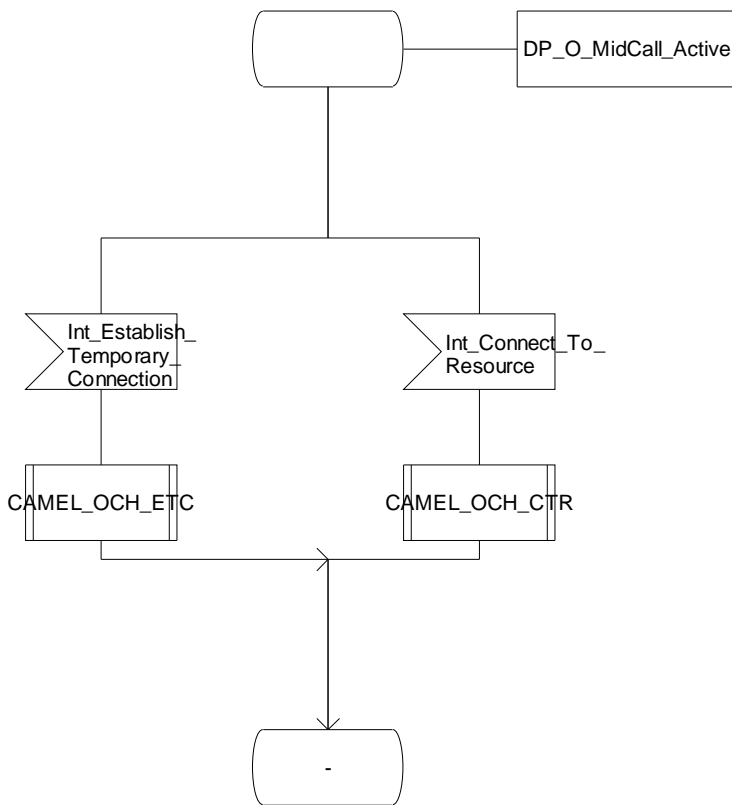 DP_O_MidCall_Active
Int_Establish_
Temporary_
Connection
Int_Connect_To_
Resource
CAMEL_OCH_ETC
CAMEL_OCH_CTR
-